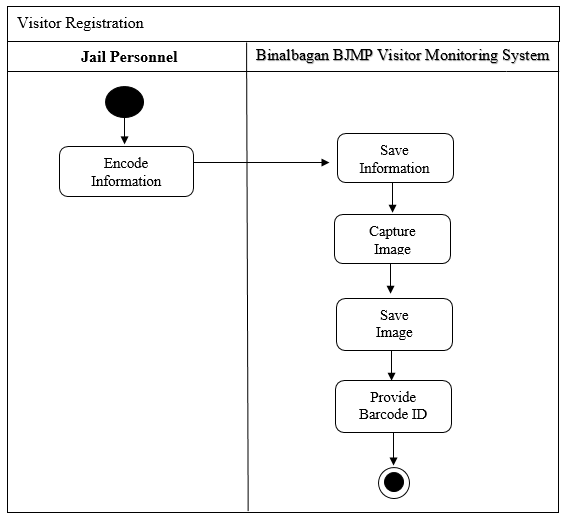 Visitor Registration
Jail Personnel
Binalbagan BJMP Visitor Monitoring System
Encode
Information
Save
Information
Capture
Image
Save
Image
Provide
Barcode ID